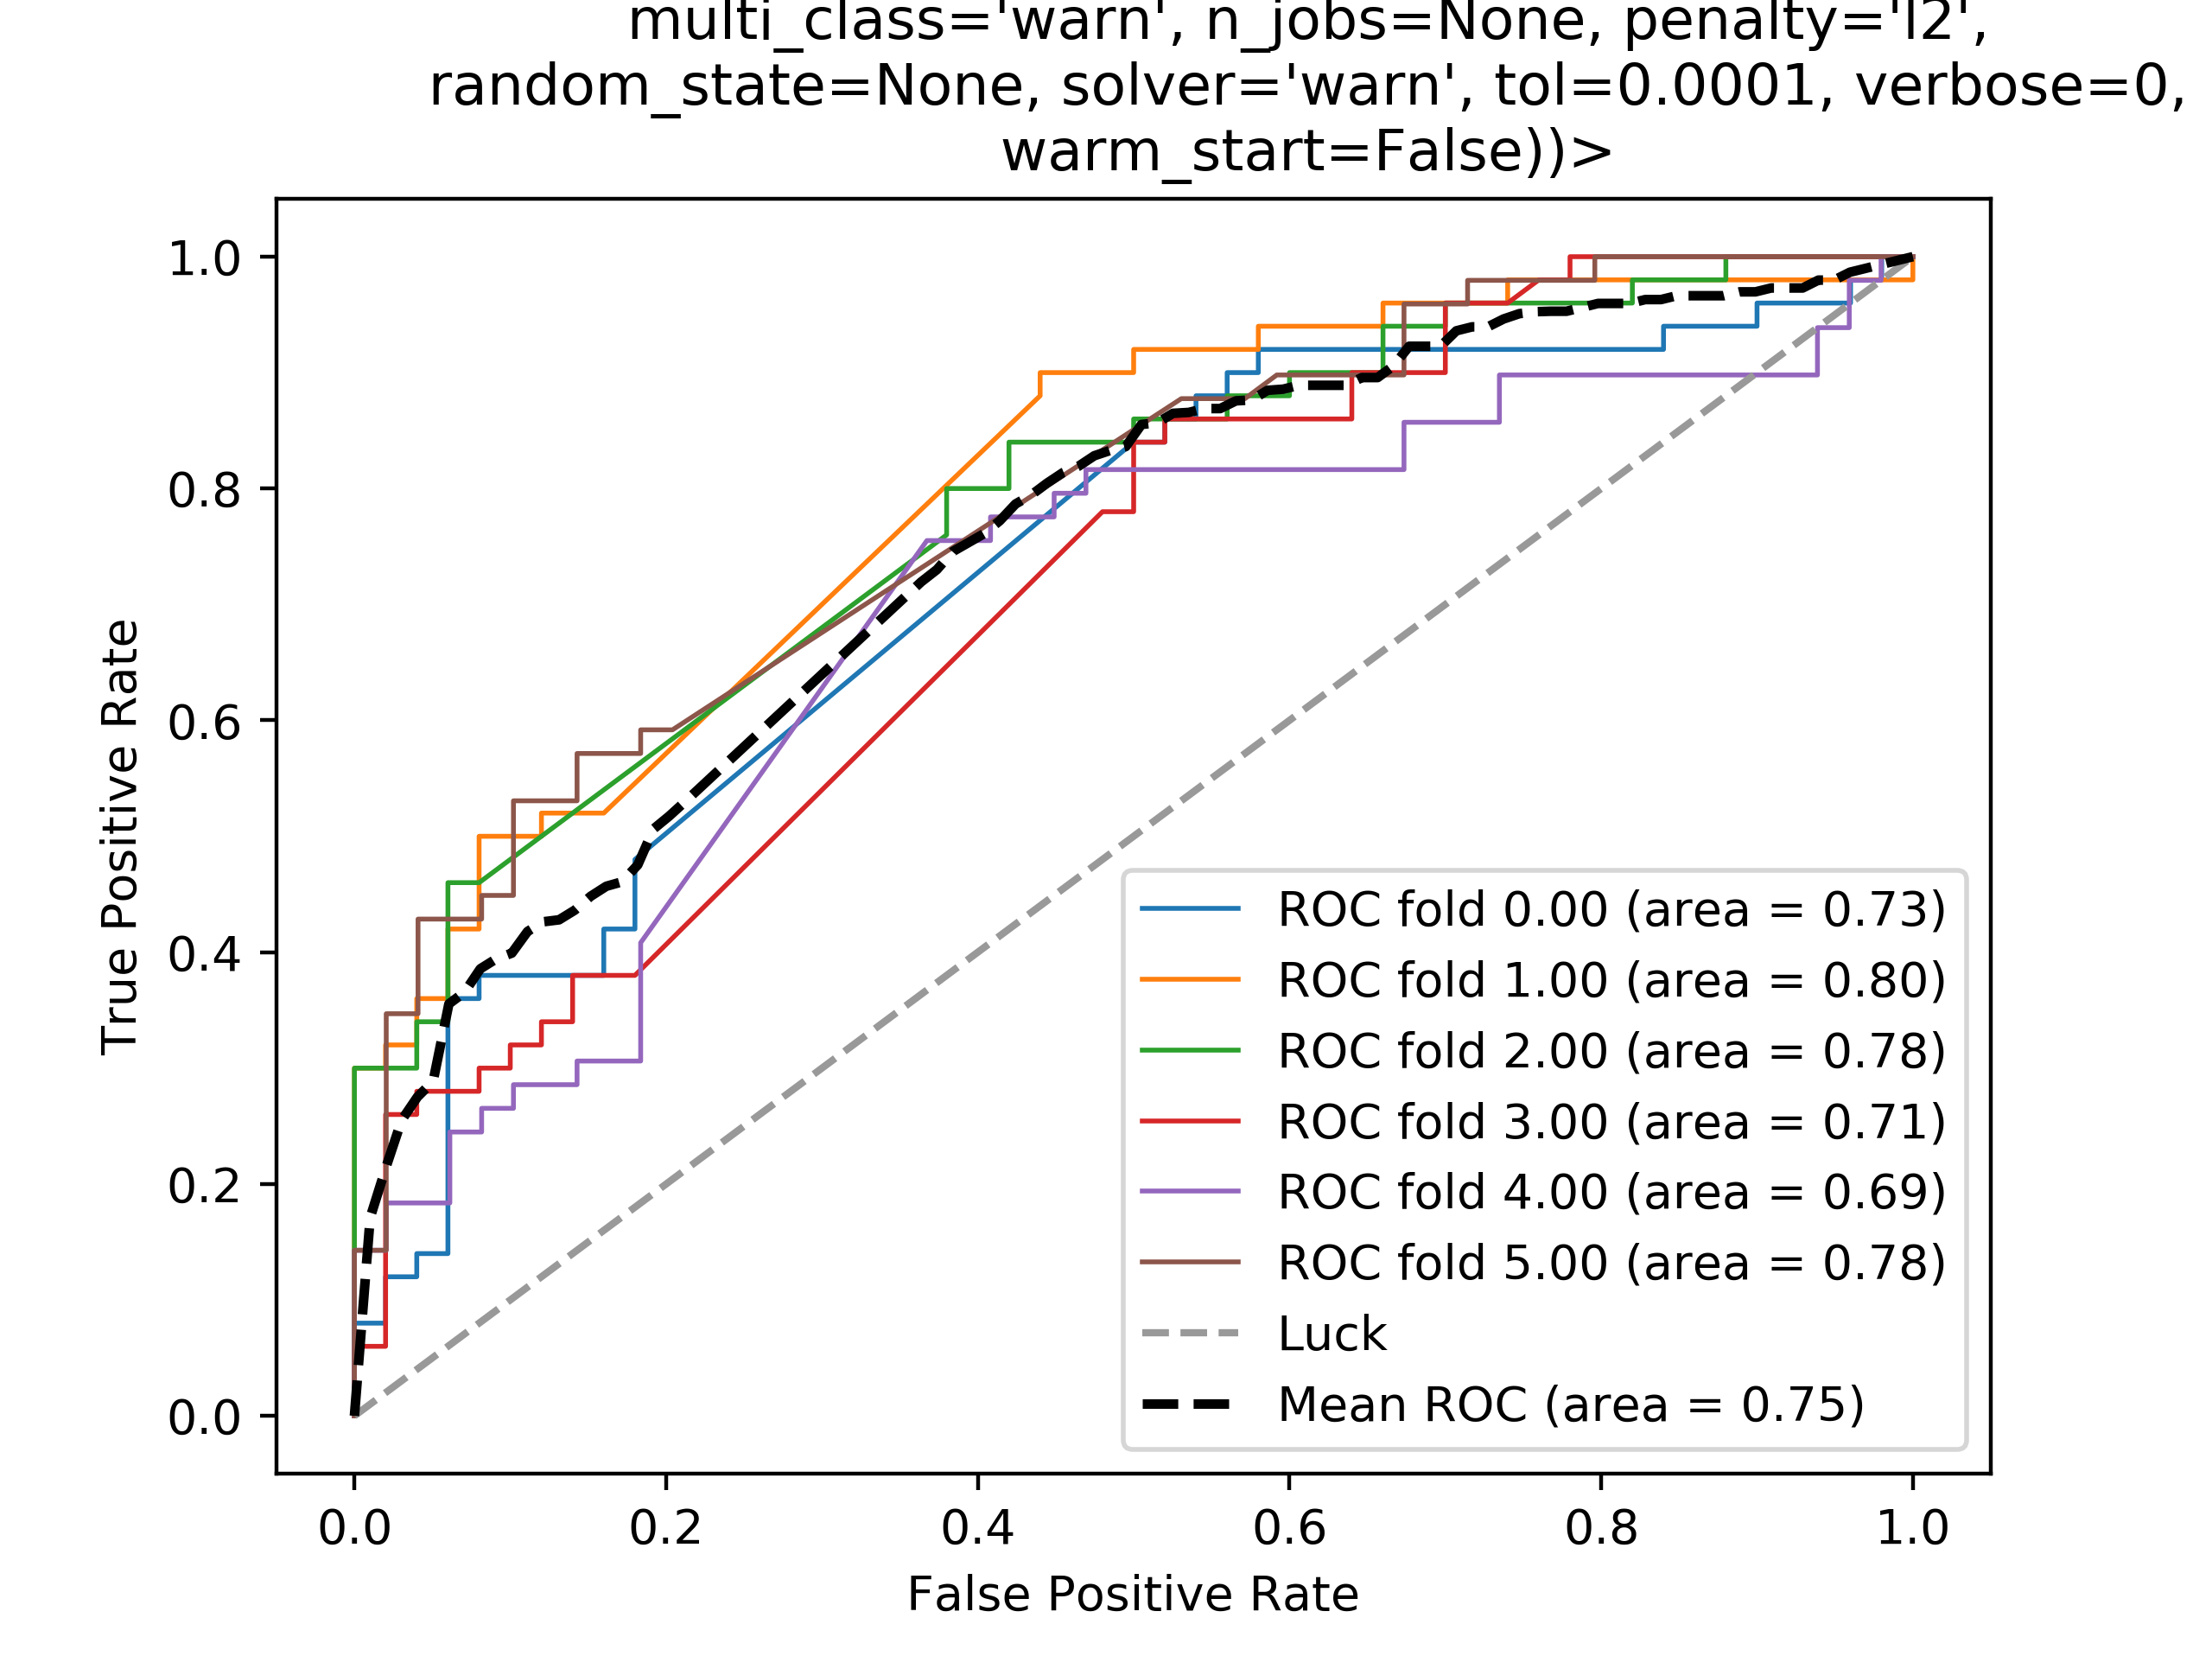 multi_class='warn', n_jobs=None, penalty='l2',
random_state=None, solver='warn', tol=0.0001, verbose=0,
warm_start=False))>
1.0
0.8
0.6
0.4
0.2
0.0
True Positive Rate
ROC fold 0.00 (area = 0.73)
ROC fold 1.00 (area = 0.80)
ROC fold 2.00 (area = 0.78)
ROC fold 3.00 (area = 0.71)
ROC fold 4.00 (area = 0.69)
ROC fold 5.00 (area = 0.78)
Luck
Mean ROC (area = 0.75)
0.0 0.2 0.4 0.6 0.8 1.0
False Positive Rate